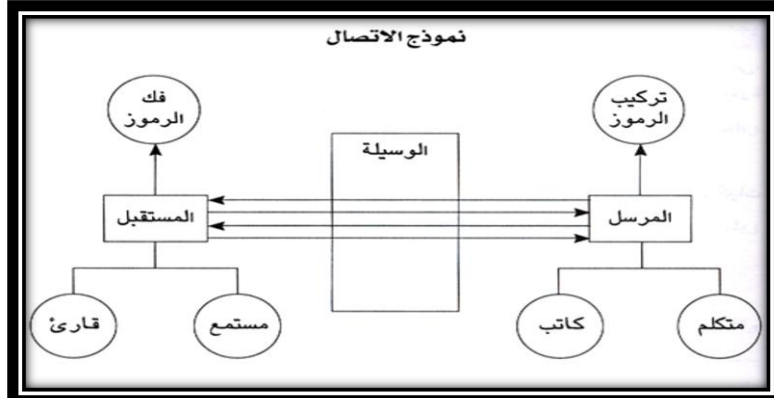 نموذج الاتصال
تركيب
الرموز
فك
الرموز
الوسيلة
المرسل
المستقبل
متكلم
كاتب
مستمع
قارئ